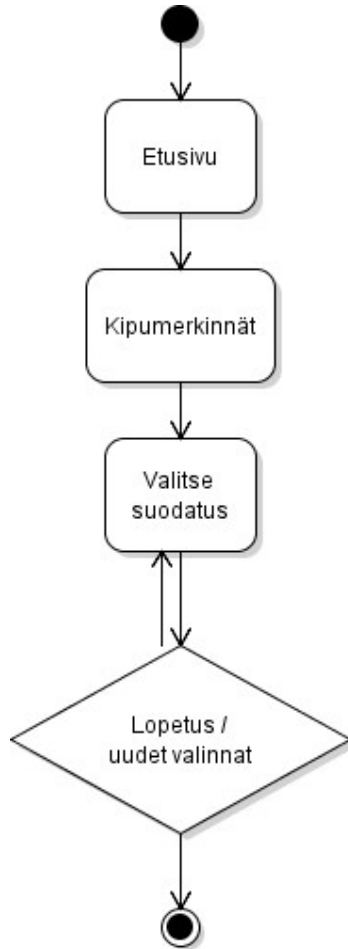 Etusivu
Kipumerkinnät
Valitse
suodatus
Lopetus /
uudet valinnat